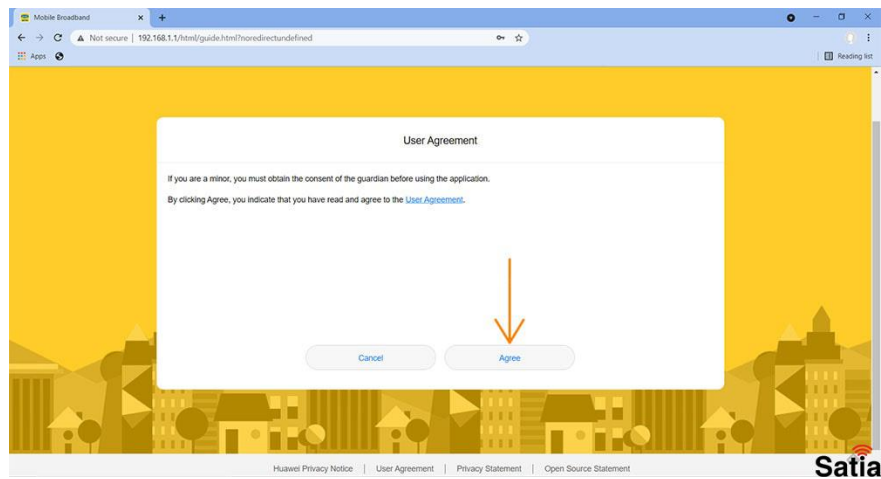 Mobile Broadband
Not secure | 192.168.1.1/html/guide.html?noredirectundefined
Apps
Reading list
User Agreement
If you are a minor, you must obtain the consent of the guardian before using the application.
By clicking Agree, you indicate that you have read and agree to the User Agreement.
Cancel
Agree
Huawei Privacy Notice | User Agreement | Privacy Statement | Open Source Statement
Satia